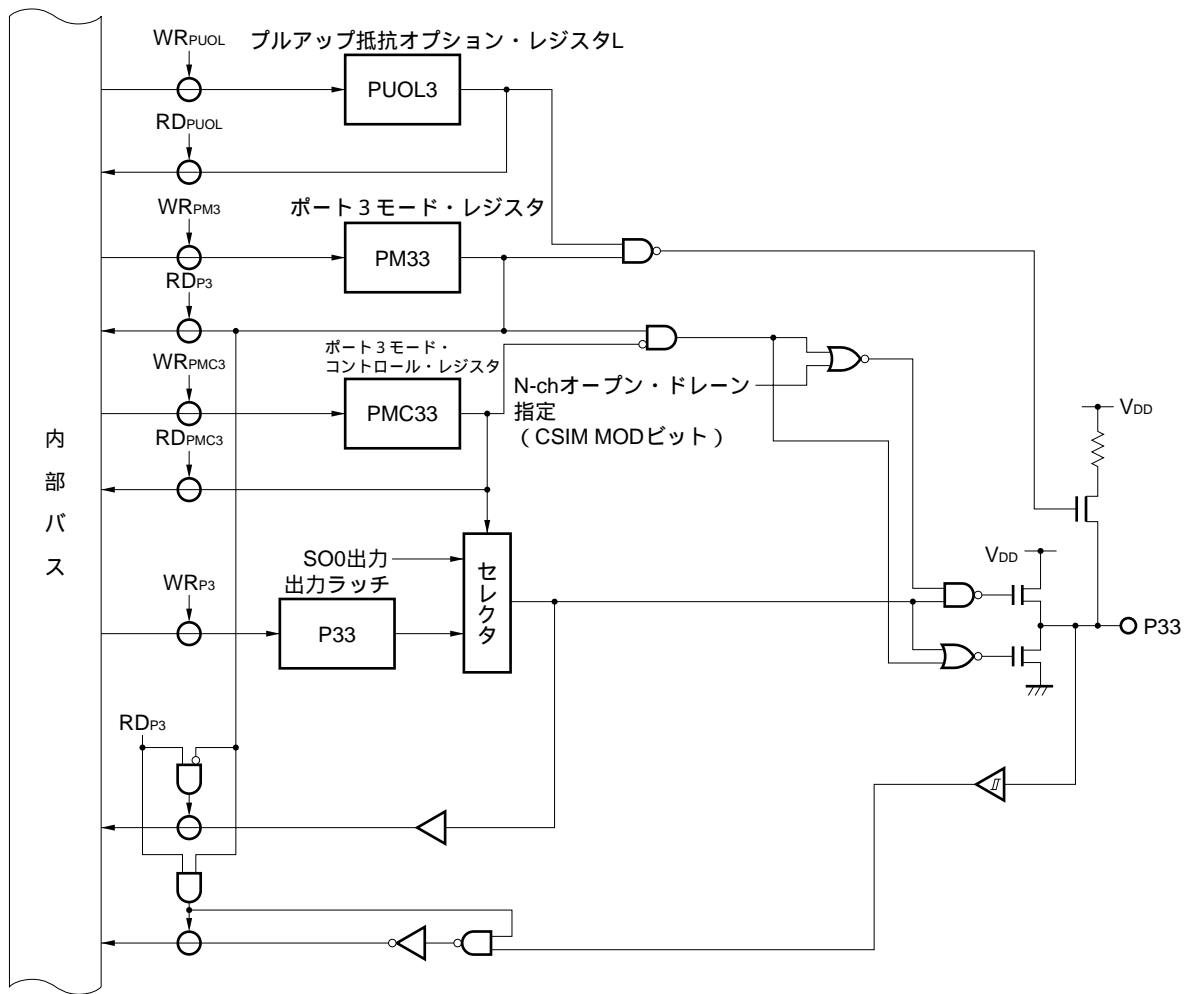 WRPUOL
プルアップ抵抗オプション・レジスタL
PUOL3
RDPUOL
WRPM3
ポート3モード・レジスタ
PM33
RDP3
ポート3モード・
コントロール・レジスタ
WRPMC3
PMC33
N-chオープン・ドレーン
指定
(CSIM MODビット)
RDPMC3
VDD
内部バス
SO0出力
出力ラッチ
WRP3
P33
セレクタ
VDD
P33
RDP3